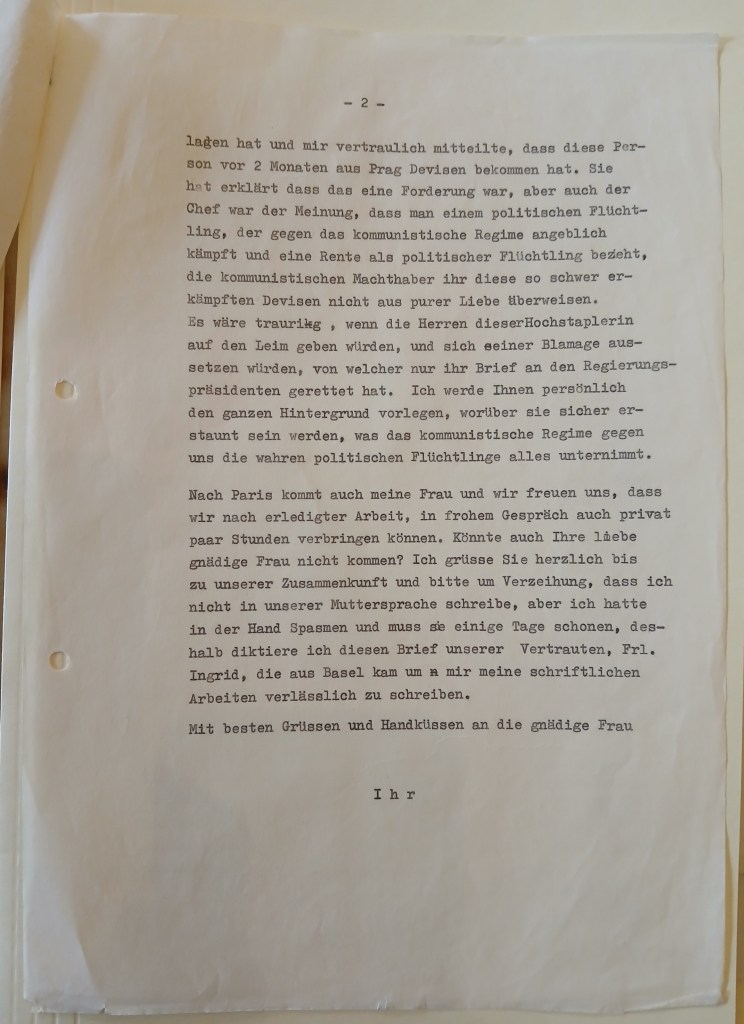 - 2 -
lagen hat und mir vertraulich mitteilte, dass diese Per-
son vor 2 Monaten aus Prag Devisen bekommen hat. Sie
hat erklärt dass das eine Forderung war, aber auch der
Chef war der Meinung, dass man einem politischen Flücht-
ling, der gegen das kommunistische Regime angeblich
kämpft und eine Rente als politischer Flüchtling bezieht,
die kommunistischen Machthaber ihr diese so schwer er-
kämpften Devisen nicht aus purer Liebe überweisen.
Es wäre traurikg , wenn die Herren dieserHochstaplerin
auf den Leim geben würden, und sich seiner Blamage aus-
setzen würden, von welcher nur ihr Brief an den Regierungs-
präsidenten gerettet hat. Ich werde Ihnen persönlich
den ganzen Hintergrund vorlegen, worüber sie sicher er-
staunt sein werden, was das kommunistische Regime gegen
uns die wahren politischen Flüchtlinge alles unternimmt.
Nach Paris kommt auch meine Frau und wir freuen uns, dass
wir nach erledigter Arbeit, in frohem Gespräch auch privat
paar Stunden verbringen können. Könnte auch Ihre liebe
gnädige Frau nicht kommen? Ich grüsse Sie herzlich bis
zu unserer Zusammenkunft und bitte um Verzeihung, dass ich
nicht in unserer Muttersprache schreibe, aber ich hatte
in der Hand Spasmen und muss sie einige Tage schonen, des-
halb diktiere ich diesen Brief unserer Vertrauten, Frl.
Ingrid, die aus Basel kam um mir meine schriftlichen
Arbeiten verlässlich zu schreiben.
Mit besten Grüssen und Handküssen an die gnädige Frau
I h r